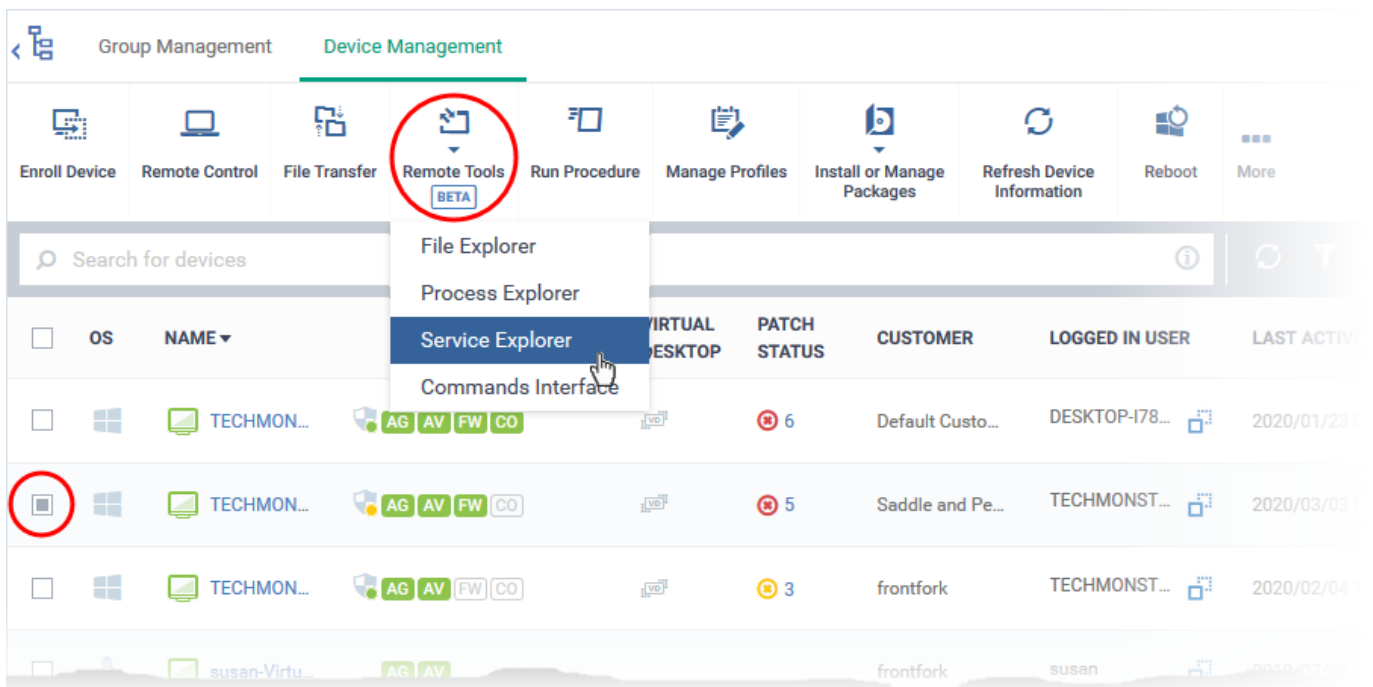 Group Management Device Management
Enroll Device Remote Control File Transfer Remote Tools Run Procedure Manage Profiles Install or Manage Refresh Device Reboot More
BETA Packages Information
File Explorer
Search for devices
Process Explorer
VIRTUAL PATCH
OS NAME Service Explorer CUSTOMER LOGGED IN USER LAST ACTIV
DESKTOP STATUS
Commands Interface
TECHMON... AG AV FW CO VD 6 Default Custo... DESKTOP-I78... 2020/01/23
TECHMON... AG AV FW CO VD 5 Saddle and Pe... TECHMONST... 2020/03/03
TECHMON... AG AV FW CO VD 3 frontfork TECHMONST... 2020/02/04
susan-Virtu... AG AV frontfork susan